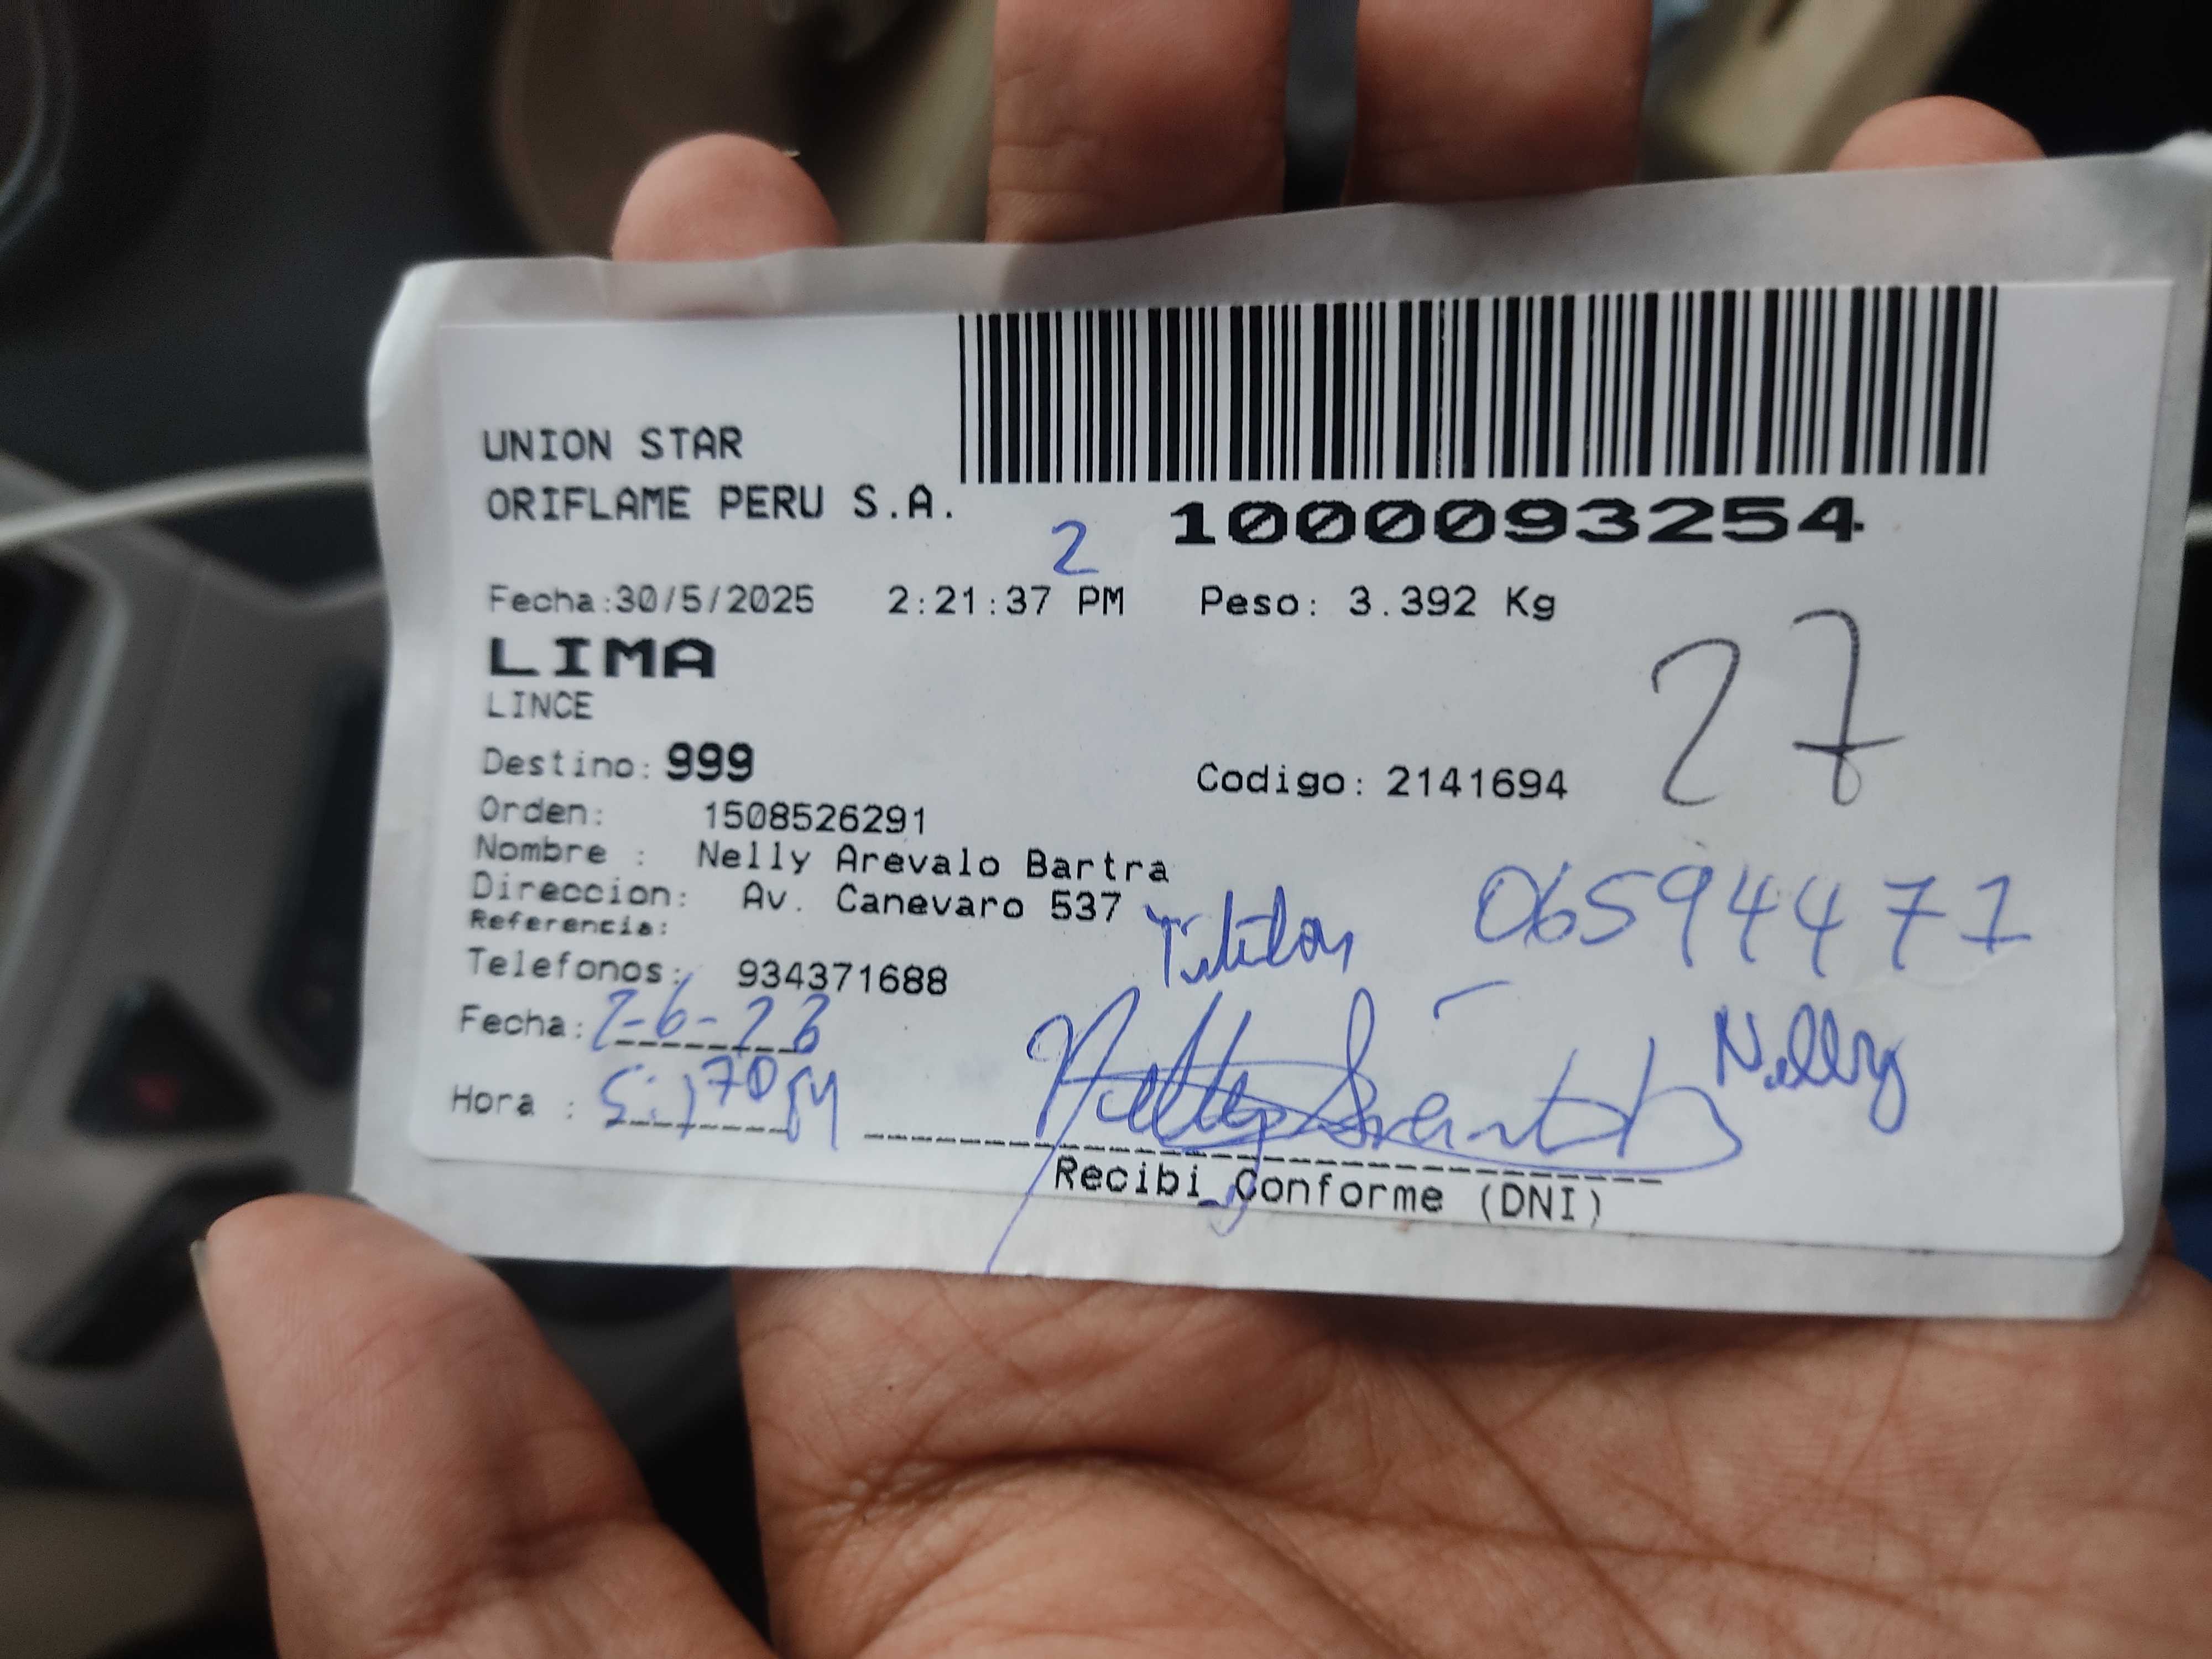 UNION STAR
ORIFLAME PERU S.A.
1000093254
2
Fecha:30/5/2025 2:21:37 PM Peso: 3.392 Kg
LIMA
27
LINCE
Destino: 999
Codigo: 2141694
Orden: 1508526291
Nombre : Nelly Arevalo Bartra
Direccion: Av. Canevaro 537
06594471
Referencia:
Telefonos: 934371688
Fecha:
Nelly
Hora :
Recibi Conforme (DNI)